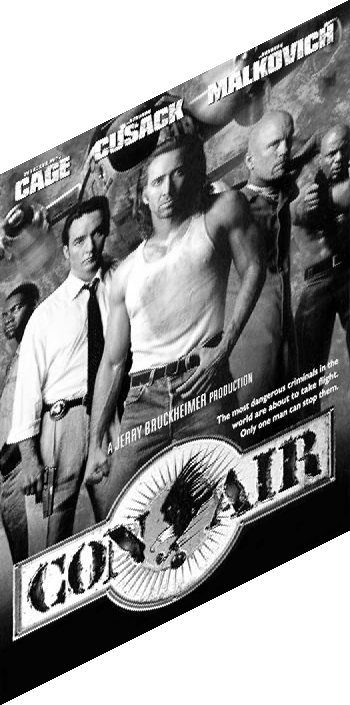 CAGE
CUSACK
MALKOVICH
A JERRY BRUCKHEIMER PRODUCTION
The most dangerous criminals in the
world are about to take flight.
Only one man can stop them.
CON AIR